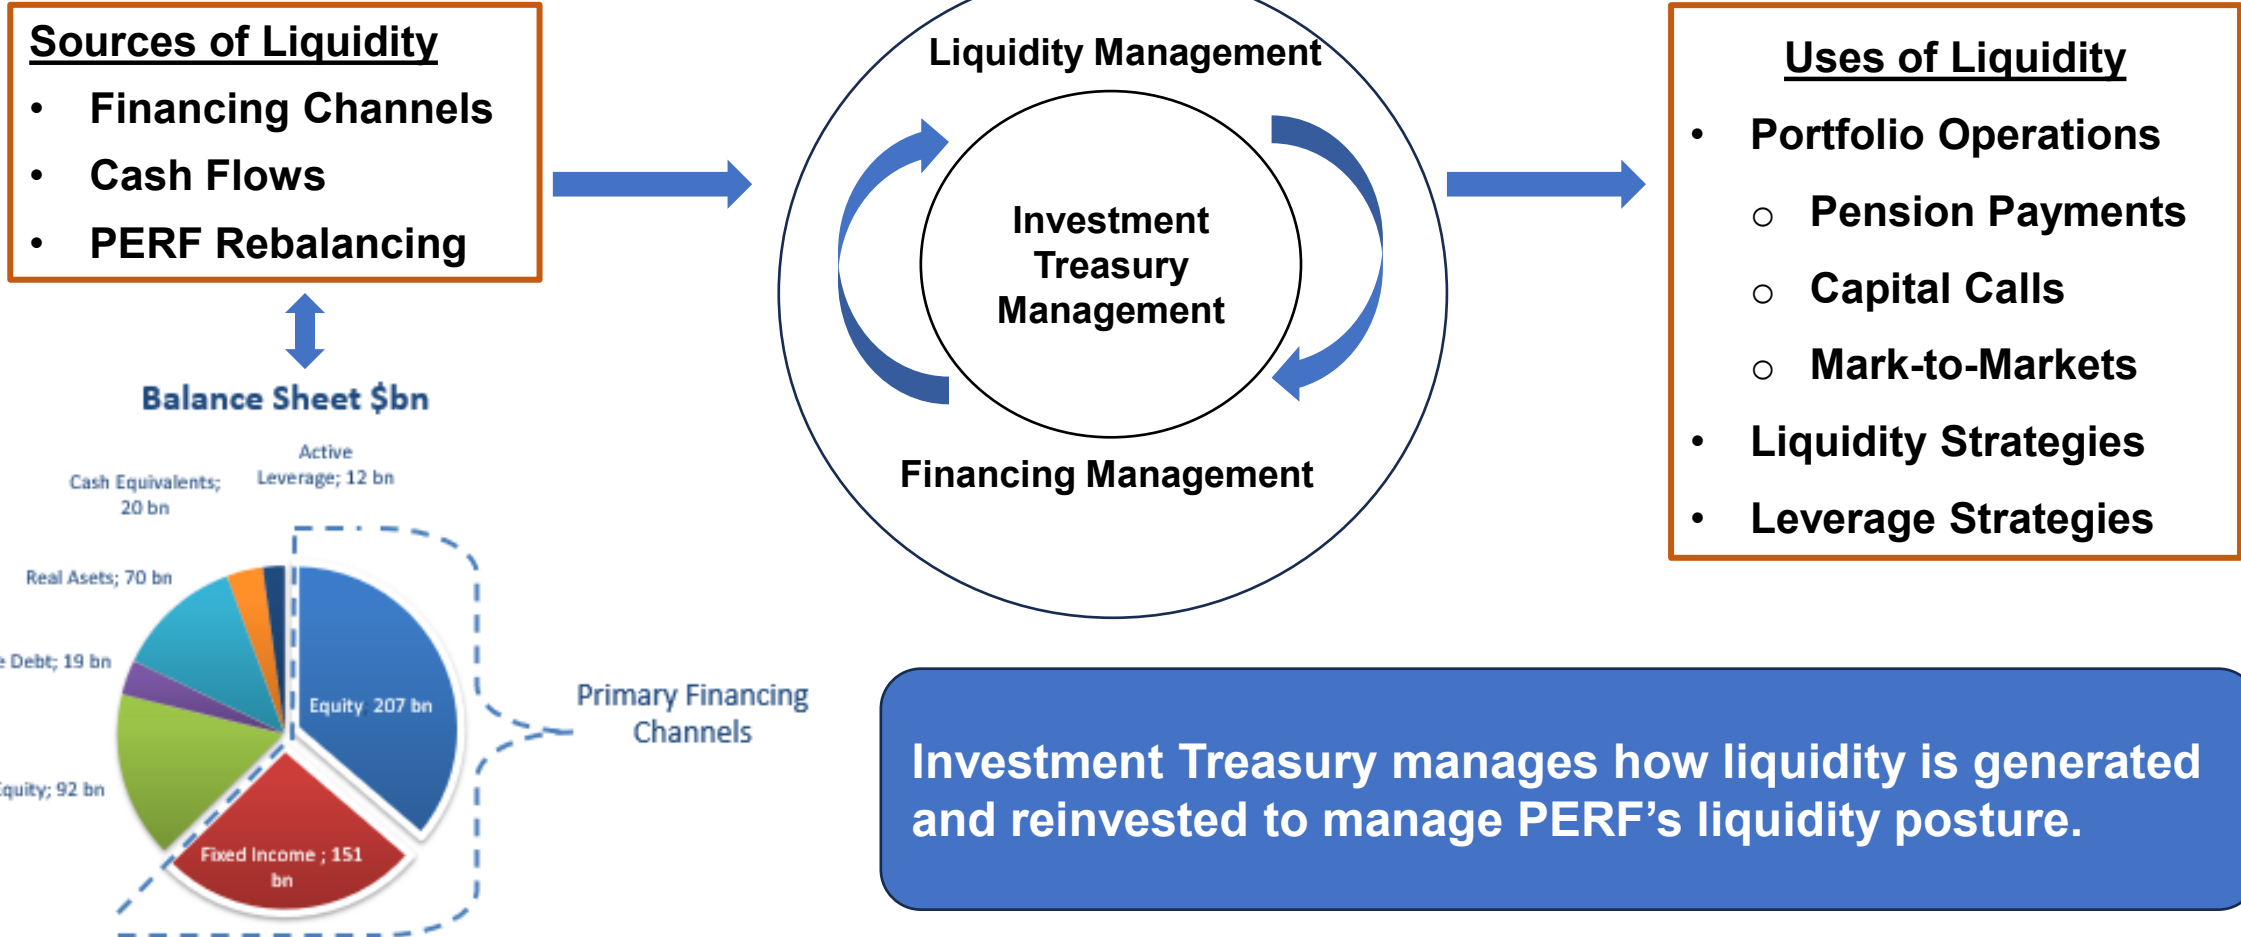 Sources of Liquidity
• Financing Channels
• Cash Flows
• PERF Rebalancing
Liquidity Management
Investment
Treasury
Management
Financing Management
Uses of Liquidity
• Portfolio Operations
o Pension Payments
o Capital Calls
o Mark-to-Markets
• Liquidity Strategies
• Leverage Strategies
Balance Sheet $bn
Active
Leverage; 12 bn
Cash Equivalents;
20 bn
Real Asets; 70 bn
e Debt; 19 bn
Equity; 92 bn
Equity; 207 bn
Fixed Income ; 151
bn
Primary Financing
Channels
Investment Treasury manages how liquidity is generated
and reinvested to manage PERF’s liquidity posture.